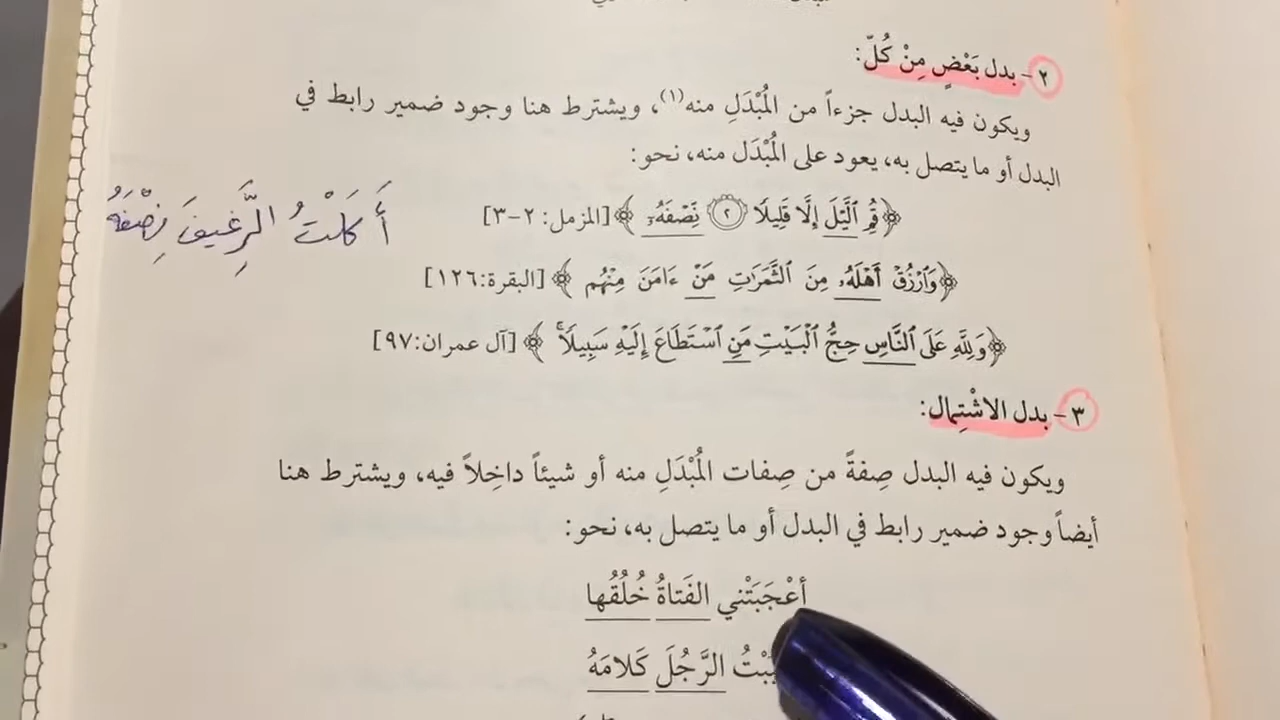 ٢- بدل بَعْضٍ مِنْ كُلّ:
ويكون فيه البدل جزءاً من المُبْدَلِ منه(١)، ويشترط هنا وجود ضمير رابط في
البدل أو ما يتصل به، يعود على المُبْدَل منه، نحو:
﴿قُمِ ٱلَّيۡلَ إِلَّا قَلِيلٗا ٢ نِّصۡفَهُۥٓ﴾ [المزمل: ٢-٣]
أَكَلْتُ الرَّغِيفَ نِصْفَهُ
﴿وَٱرۡزُقۡ أَهۡلَهُۥ مِنَ ٱلثَّمَرَٰتِ مَنۡ ءَامَنَ مِنۡهُم﴾ [البقرة:١٢٦]
﴿وَلِلَّهِ عَلَى ٱلنَّاسِ حِجُّ ٱلۡبَيۡتِ مَنِ ٱسۡتَطَاعَ إِلَيۡهِ سَبِيلٗاۚ﴾ [آل عمران:٩٧]
٣- بدل الاشْتِمال:
ويكون فيه البدل صِفةً من صِفات المُبْدَلِ منه أو شيئاً داخِلاً فيه، ويشترط هنا
أيضاً وجود ضمير رابط في البدل أو ما يتصل به، نحو:
أَعْجَبَتْني الفَتاةُ خُلُقُها
الرَّجُلَ كَلامَهُ